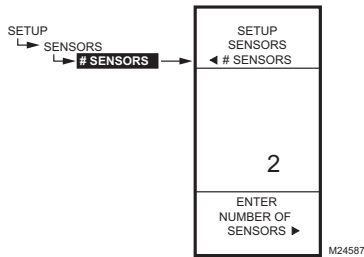 SETUP
SENSORS
# SENSORS
SETUP
SENSORS
◄ # SENSORS
2
ENTER
NUMBER OF
SENSORS ►
M24587